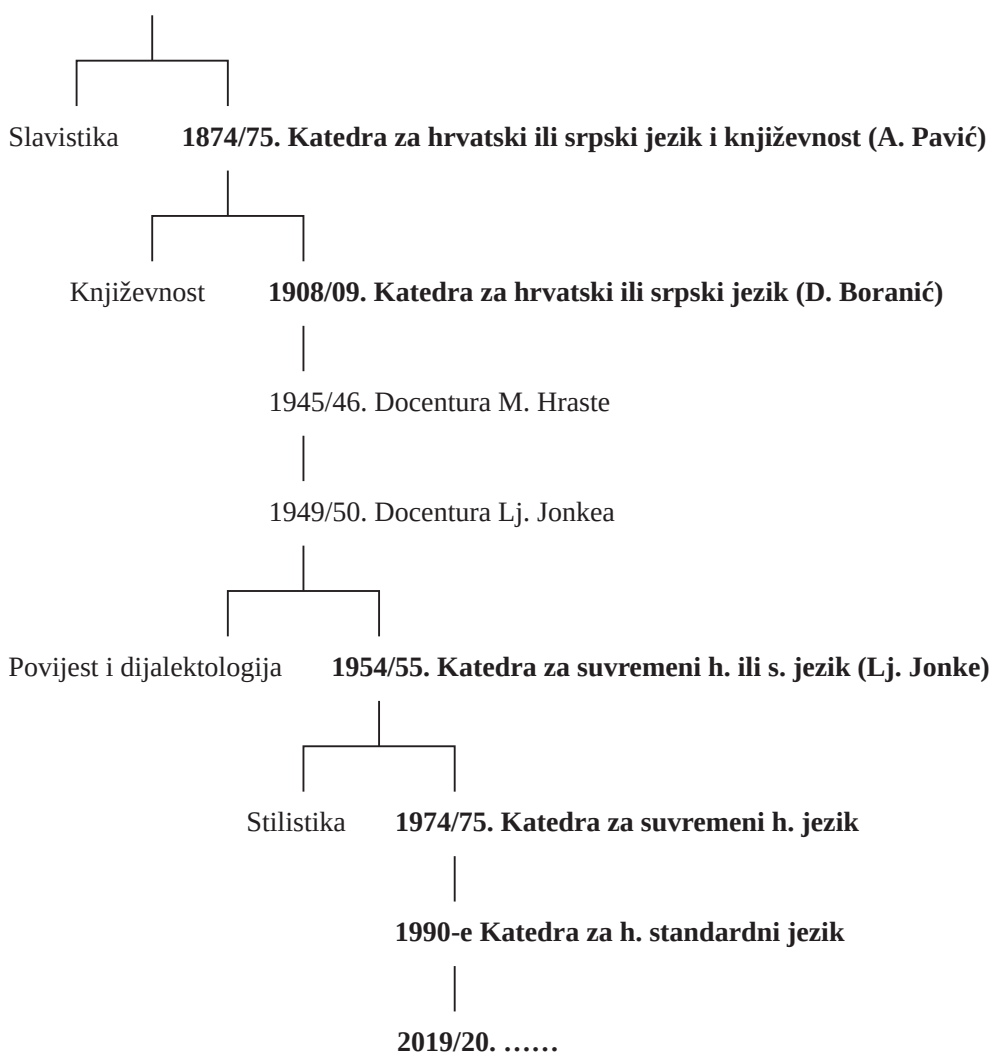 Slavistika 1874/75. Katedra za hrvatski ili srpski jezik i književnost (A. Pavić)
Književnost 1908/09. Katedra za hrvatski ili srpski jezik (D. Boranić)
1945/46. Docentura M. Hraste
1949/50. Docentura Lj. Jonkea
Povijest i dijalektologija 1954/55. Katedra za suvremeni h. ili s. jezik (Lj. Jonke)
Stilistika 1974/75. Katedra za suvremeni h. jezik
1990-e Katedra za h. standardni jezik
2019/20. ……